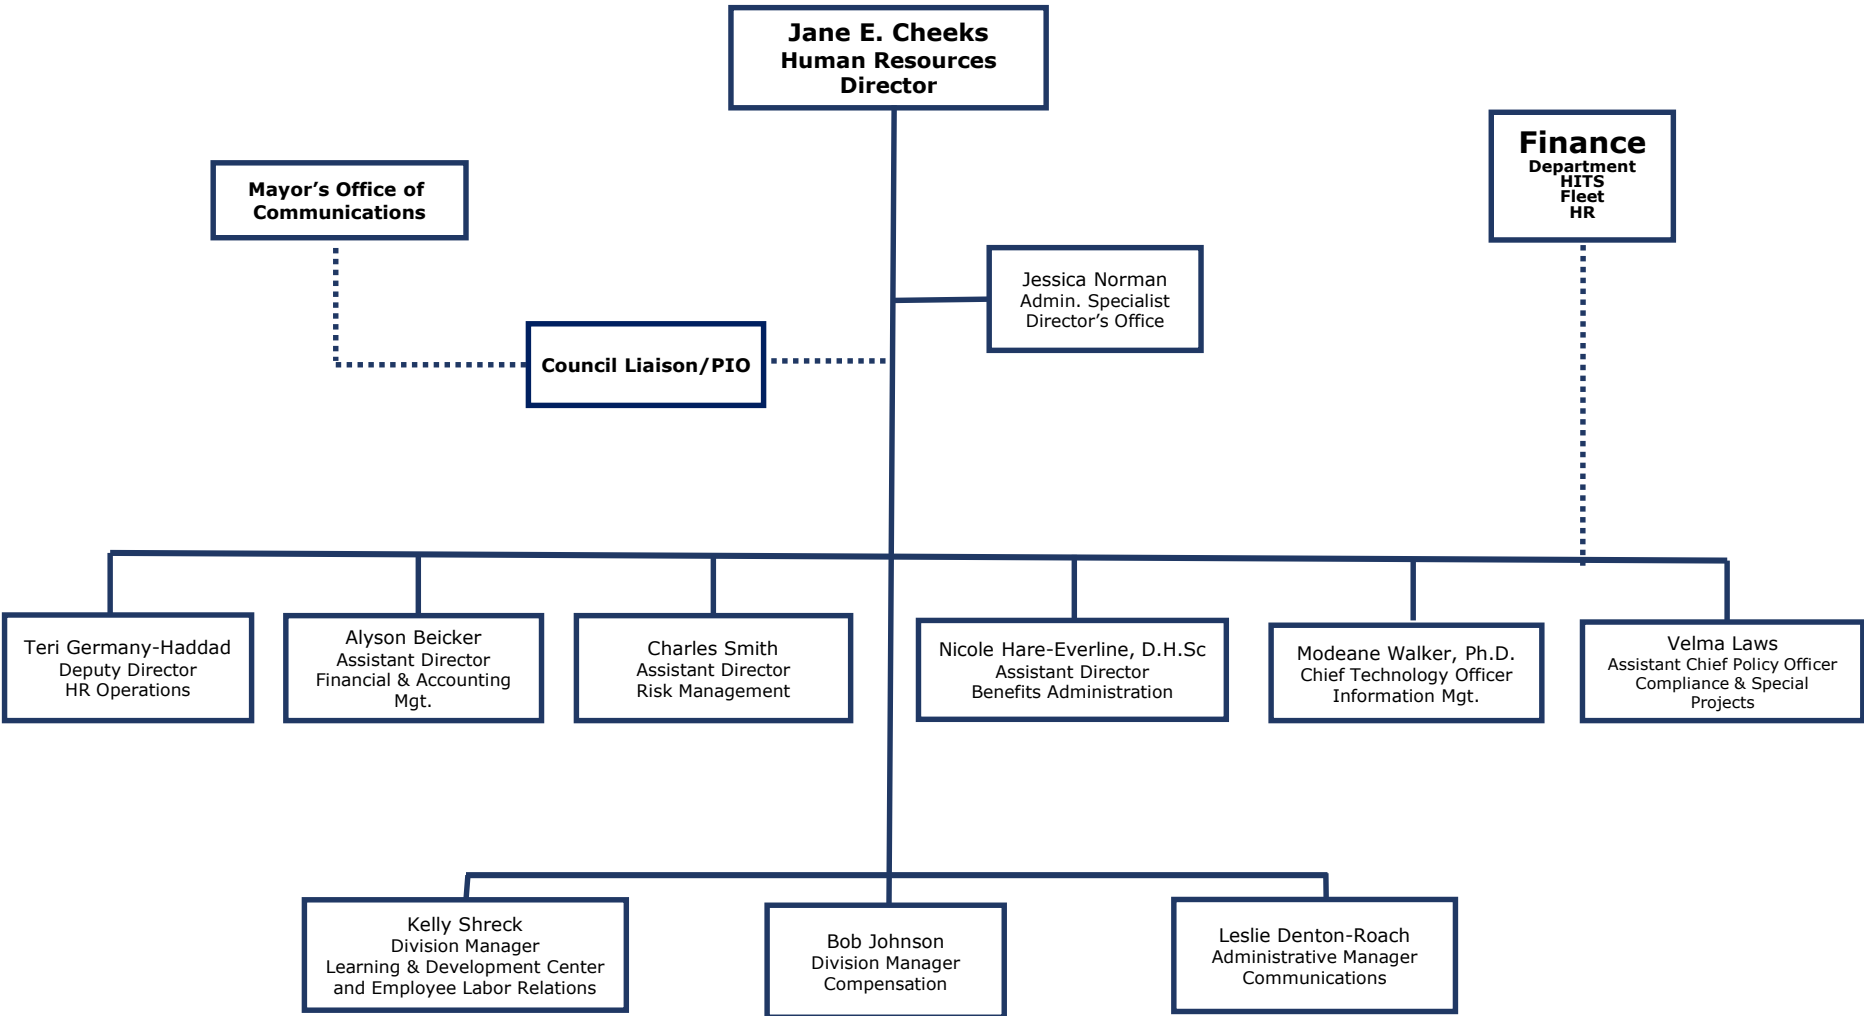 Jane E. Cheeks
Human Resources
Director
Finance
Department
HITS
Fleet
HR
Mayor’s Office of
Communications
Jessica Norman
Admin. Specialist
Director’s Office
Council Liaison/PIO
Teri Germany-Haddad
Deputy Director
HR Operations
Alyson Beicker
Assistant Director
Financial & Accounting
Mgt.
Charles Smith
Assistant Director
Risk Management
Nicole Hare-Everline, D.H.Sc
Assistant Director
Benefits Administration
Modeane Walker, Ph.D.
Chief Technology Officer
Information Mgt.
Velma Laws
Assistant Chief Policy Officer
Compliance & Special
Projects
Kelly Shreck
Division Manager
Learning & Development Center
and Employee Labor Relations
Bob Johnson
Division Manager
Compensation
Leslie Denton-Roach
Administrative Manager
Communications